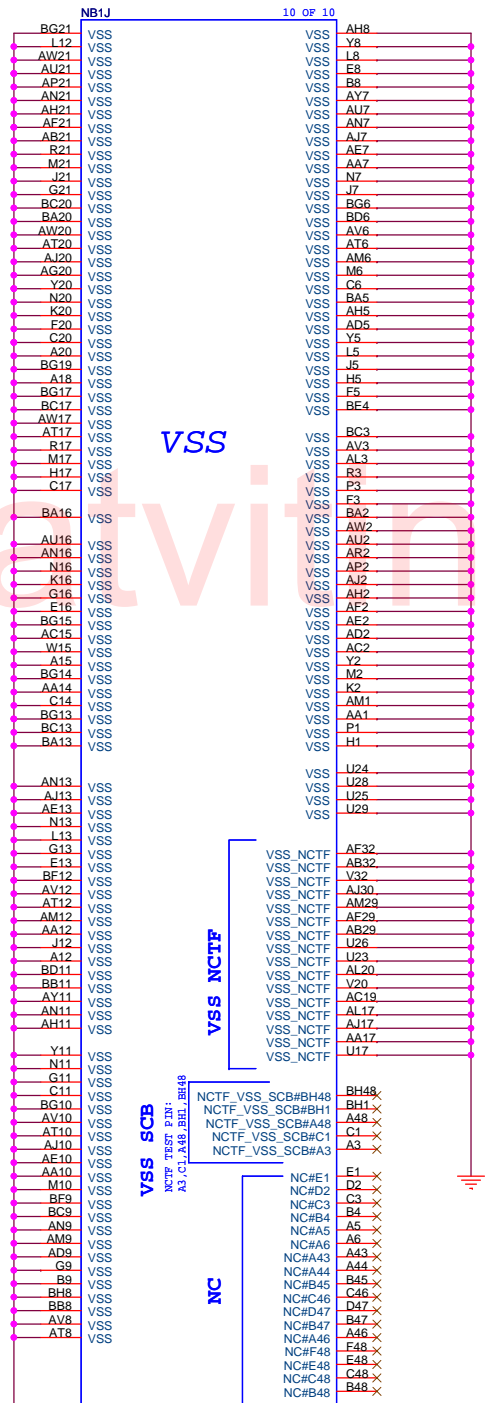 NB1J
10 OF 10
BG21 VSS
L12 VSS
AW21 VSS
AU21 VSS
AP21 VSS
AN21 VSS
AH21 VSS
AF21 VSS
AB21 VSS
R21 VSS
M21 VSS
J21 VSS
G21 VSS
BC20 VSS
BA20 VSS
AW20 VSS
AT20 VSS
AJ20 VSS
AG20 VSS
Y20 VSS
N20 VSS
K20 VSS
F20 VSS
C20 VSS
A20 VSS
BG19 VSS
A18 VSS
BG17 VSS
BC17 VSS
AW17 VSS
AT17 VSS
R17 VSS
M17 VSS
H17 VSS
C17 VSS
BA16 VSS
AU16 VSS
AN16 VSS
N16 VSS
K16 VSS
G16 VSS
E16 VSS
BG15 VSS
AC15 VSS
W15 VSS
A15 VSS
BG14 VSS
AA14 VSS
C14 VSS
BG13 VSS
BC13 VSS
BA13 VSS
AN13 VSS
AJ13 VSS
AE13 VSS
N13 VSS
L13 VSS
G13 VSS
E13 VSS
BF12 VSS
AV12 VSS
AT12 VSS
AM12 VSS
AA12 VSS
J12 VSS
A12 VSS
BD11 VSS
BB11 VSS
AY11 VSS
AN11 VSS
AH11 VSS
Y11 VSS
N11 VSS
G11 VSS
C11 VSS
BG10 VSS
AV10 VSS
AT10 VSS
AJ10 VSS
AE10 VSS
AA10 VSS
M10 VSS
BF9 VSS
BC9 VSS
AN9 VSS
AM9 VSS
AD9 VSS
G9 VSS
B9 VSS
BH8 VSS
BB8 VSS
AV8 VSS
AT8 VSS
VSS
VSS AH8
VSS Y8
VSS L8
VSS E8
VSS B8
VSS AY7
VSS AU7
VSS AN7
VSS AJ7
VSS AE7
VSS AA7
VSS N7
VSS J7
VSS BG6
VSS BD6
VSS AV6
VSS AT6
VSS AM6
VSS M6
VSS C6
VSS BA5
VSS AH5
VSS AD5
VSS Y5
VSS L5
VSS J5
VSS H5
VSS F5
VSS BE4
VSS BC3
VSS AV3
VSS AL3
VSS R3
VSS P3
VSS F3
VSS BA2
VSS AW2
VSS AU2
VSS AR2
VSS AP2
VSS AJ2
VSS AH2
VSS AF2
VSS AE2
VSS AD2
VSS AC2
VSS Y2
VSS M2
VSS K2
VSS AM1
VSS AA1
VSS P1
VSS H1
VSS U24
VSS U28
VSS U25
VSS U29
VSS NCTF
VSS_NCTF AF32
VSS_NCTF AB32
VSS_NCTF V32
VSS_NCTF AJ30
VSS_NCTF AM29
VSS_NCTF AF29
VSS_NCTF AB29
VSS_NCTF U26
VSS_NCTF U23
VSS_NCTF AL20
VSS_NCTF V20
VSS_NCTF AC19
VSS_NCTF AL17
VSS_NCTF AJ17
VSS_NCTF AA17
VSS_NCTF U17
VSS SCB
NCTF TEST PIN:
A3,C1,A48,BH1,BH48
NCTF_VSS_SCB#BH48 BH48
NCTF_VSS_SCB#BH1 BH1
NCTF_VSS_SCB#A48 A48
NCTF_VSS_SCB#C1 C1
NCTF_VSS_SCB#A3 A3
NC
NC#E1 E1
NC#D2 D2
NC#C3 C3
NC#B4 B4
NC#A5 A5
NC#A6 A6
NC#A43 A43
NC#A44 A44
NC#B45 B45
NC#C46 C46
NC#D47 D47
NC#B47 B47
NC#A46 A46
NC#F48 F48
NC#E48 E48
NC#C48 C48
NC#B48 B48